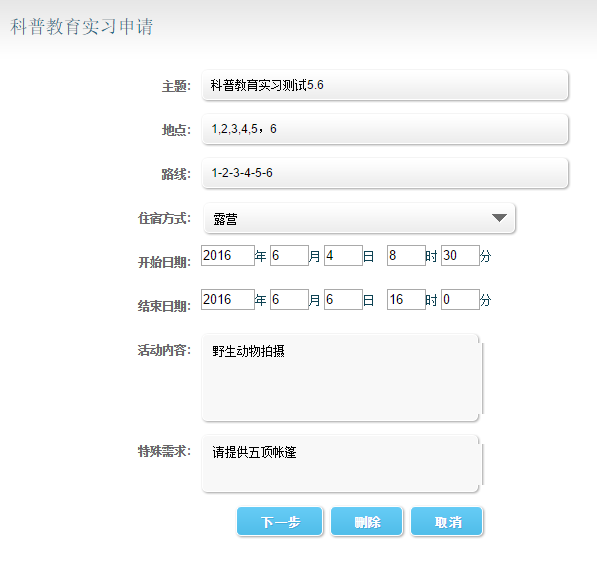 科普教育实习申请
主题： 科普教育实习测试5.6
地点： 1,2,3,4,5，6
路线： 1-2-3-4-5-6
住宿方式： 露营
开始日期： 2016 年 6 月 4 日 8 时 30 分
结束日期： 2016 年 6 月 6 日 16 时 0 分
活动内容： 野生动物拍摄
特殊需求： 请提供五顶帐篷
下一步 删除 取消